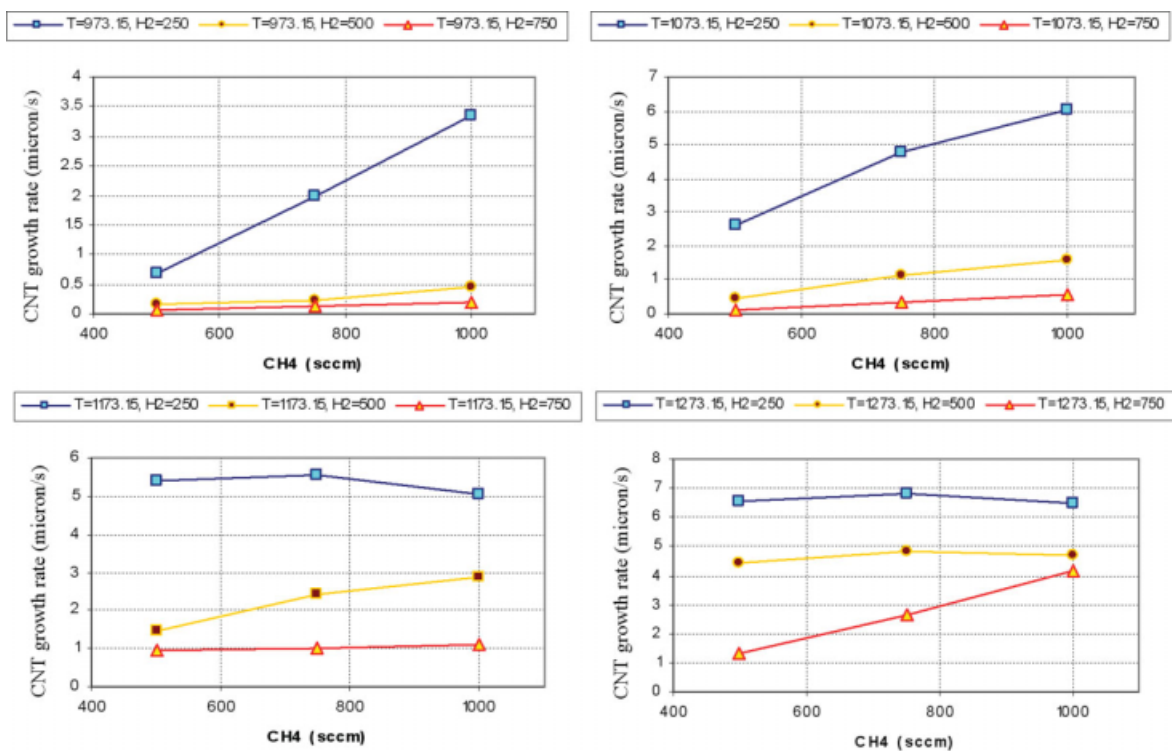 T=973.15, H2=250 T=973.15, H2=500 T=973.15, H2=750
CNT growth rate (micron/s)
4
3.5
3
2.5
2
1.5
1
0.5
0
400 600 800 1000
CH4 (sccm)
T=1073.15, H2=250 T=1073.15, H2=500 T=1073.15, H2=750
CNT growth rate (micron/s)
7
6
5
4
3
2
1
0
400 600 800 1000
CH4 (sccm)
T=1173.15, H2=250 T=1173.15, H2=500 T=1173.15, H2=750
CNT growth rate (micron/s)
6
5
4
3
2
1
0
400 600 800 1000
CH4 (sccm)
T=1273.15, H2=250 T=1273.15, H2=500 T=1273.15, H2=750
CNT growth rate (micron/s)
8
7
6
5
4
3
2
1
0
400 600 800 1000
CH4 (sccm)